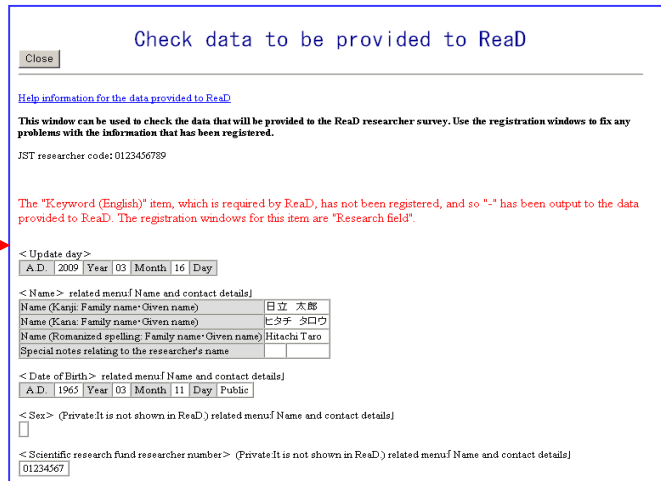 Check data to be provided to ReaD
Close
Help information for the data provided to ReaD
This window can be used to check the data that will be provided to the ReaD researcher survey. Use the registration windows to fix any
problems with the information that has been registered.
JST researcher code: 0123456789
The "Keyword (English)" item, which is required by ReaD, has not been registered, and so "-" has been output to the data
provided to ReaD. The registration windows for this item are "Research field".
< Update day>
A.D. 2009 Year 03 Month 16 Day
< Name> related menu｢ Name and contact details｣
Name (Kanji: Family name･Given name) 日立 太郎
Name (Kana: Family name･Given name) ヒタチ タロウ
Name (Romanized spelling: Family name･Given name) Hitachi Taro
Special notes relating to the researcher's name
< Date of Birth> related menu｢ Name and contact details｣
A.D. 1965 Year 03 Month 11 Day Public
< Sex> (Private:It is not shown in ReaD.) related menu｢ Name and contact details｣
< Scientific research fund researcher number> (Private:It is not shown in ReaD.) related menu｢ Name and contact details｣
01234567